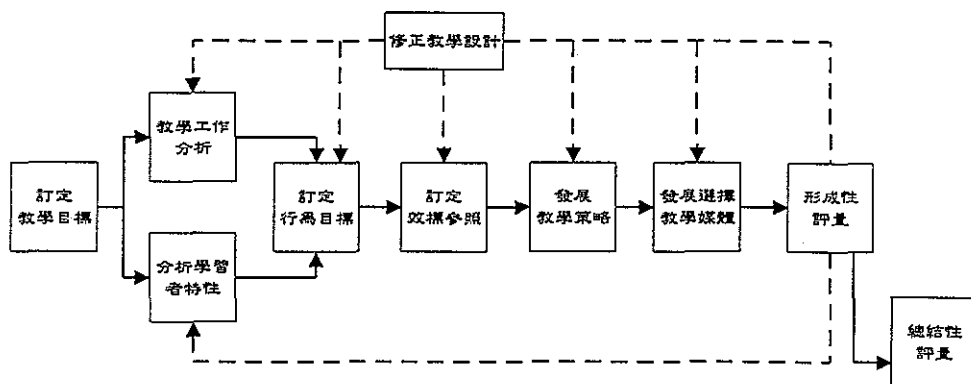 修正教學設計
教學工作
分析
訂定
教學目標
訂定
行為目標
訂定
效標參照
發展
教學策略
發展選擇
教學媒體
形成性
評量
分析學習
者特性
總結性
評量